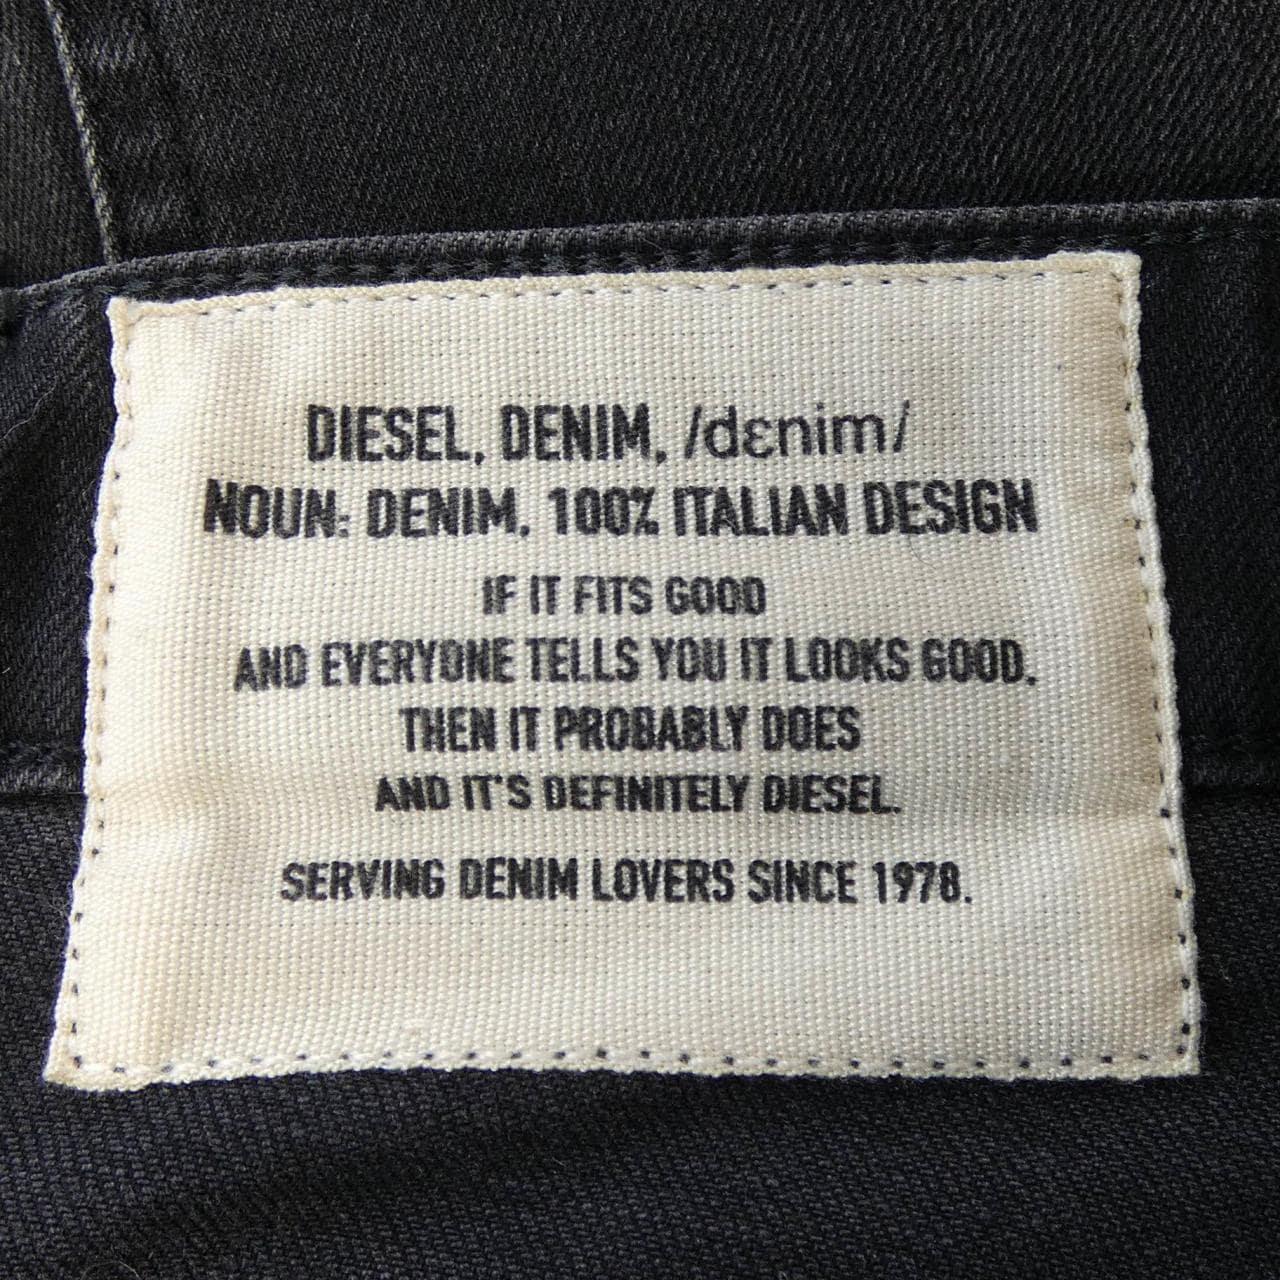 DIESEL, DENIM, /dɛnim/
NOUN: DENIM, 100% ITALIAN DESIGN
IF IT FITS GOOD
AND EVERYONE TELLS YOU IT LOOKS GOOD.
THEN IT PROBABLY DOES
AND IT'S DEFINITELY DIESEL.
SERVING DENIM LOVERS SINCE 1978.